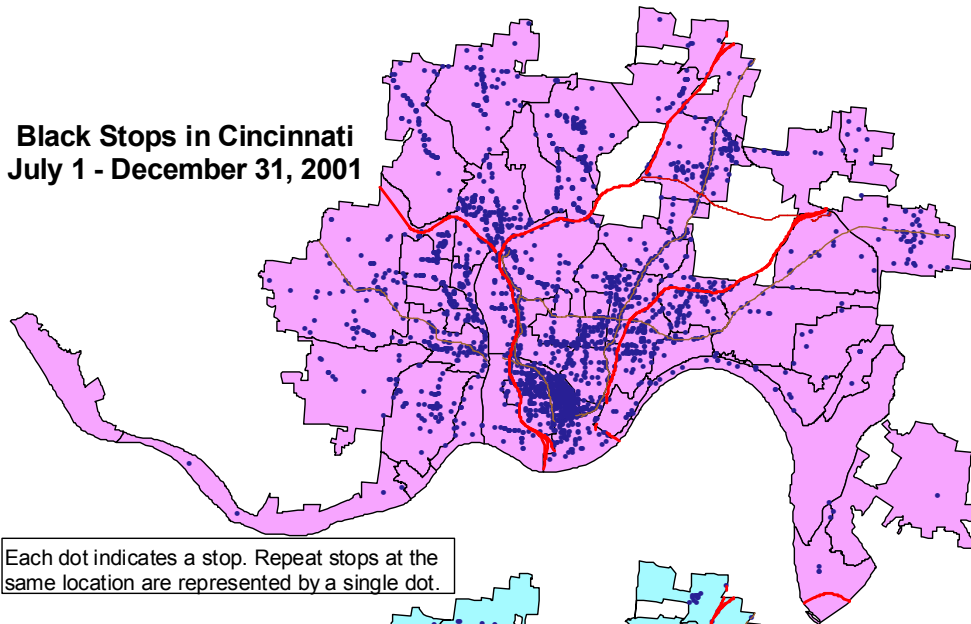 Black Stops in Cincinnati
July 1 - December 31, 2001
Each dot indicates a stop. Repeat stops at the
same location are represented by a single dot.